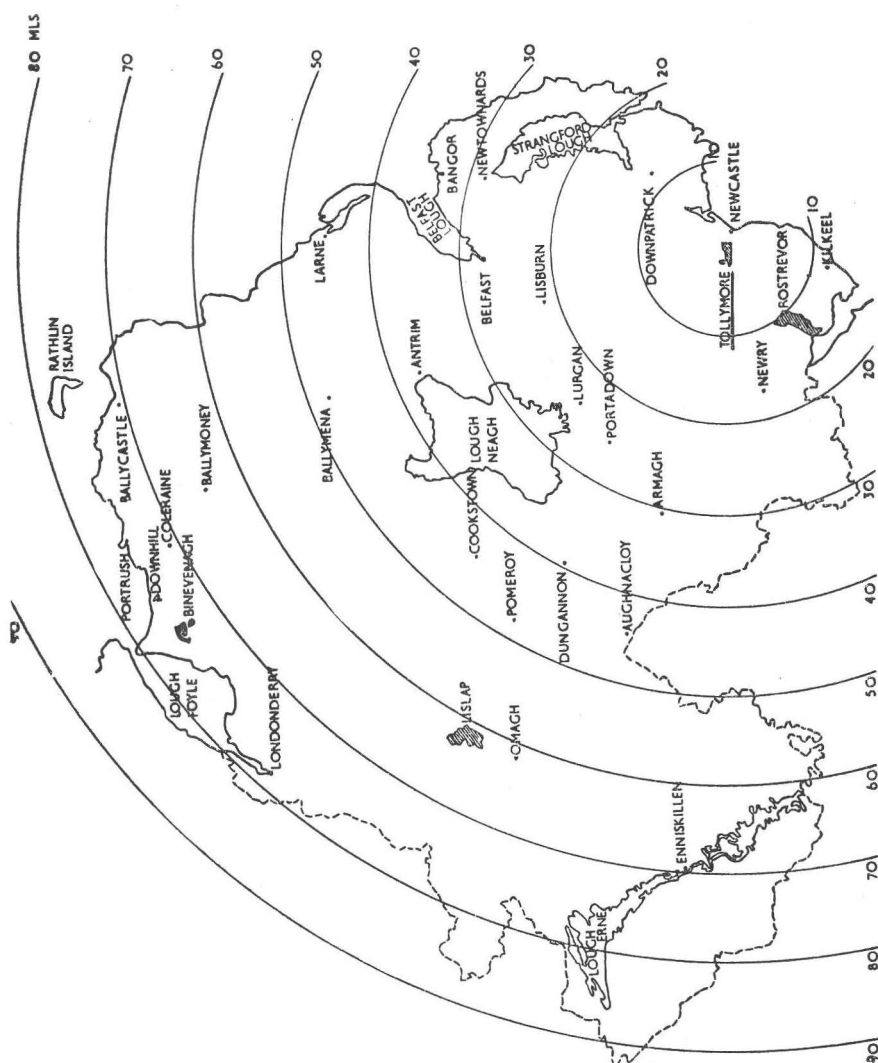 80 MLS
70
60
50
40
30
20
10
90
RATHLIN
ISLAND
BALLYCASTLE
PORTRUSH
DOWNHILL
COLERAINE
BINEVENAGH
BALLYMONEY
LOUGH
FOYLE
LONDONDERRY
BALLYMENA
LARNE
BELFAST
LOUGH
BANGOR
NEWTOWNARDS
STRANGFORD
LOUGH
BELFAST
ANTRIM
LOUGH
NEAGH
COOKSTOWN
POMEROY
LISLAP
OMAGH
DUNGANNON
AUGHNACLOY
ARMAGH
LURGAN
PORTADOWN
LISBURN
DOWNPATRICK
TOLLYMORE
NEWCASTLE
ROSTREVOR
KILKEEL
NEWRY
ENNISKILLEN
LOUGH
ERNE
10
20
30
40
50
60
70
80
90